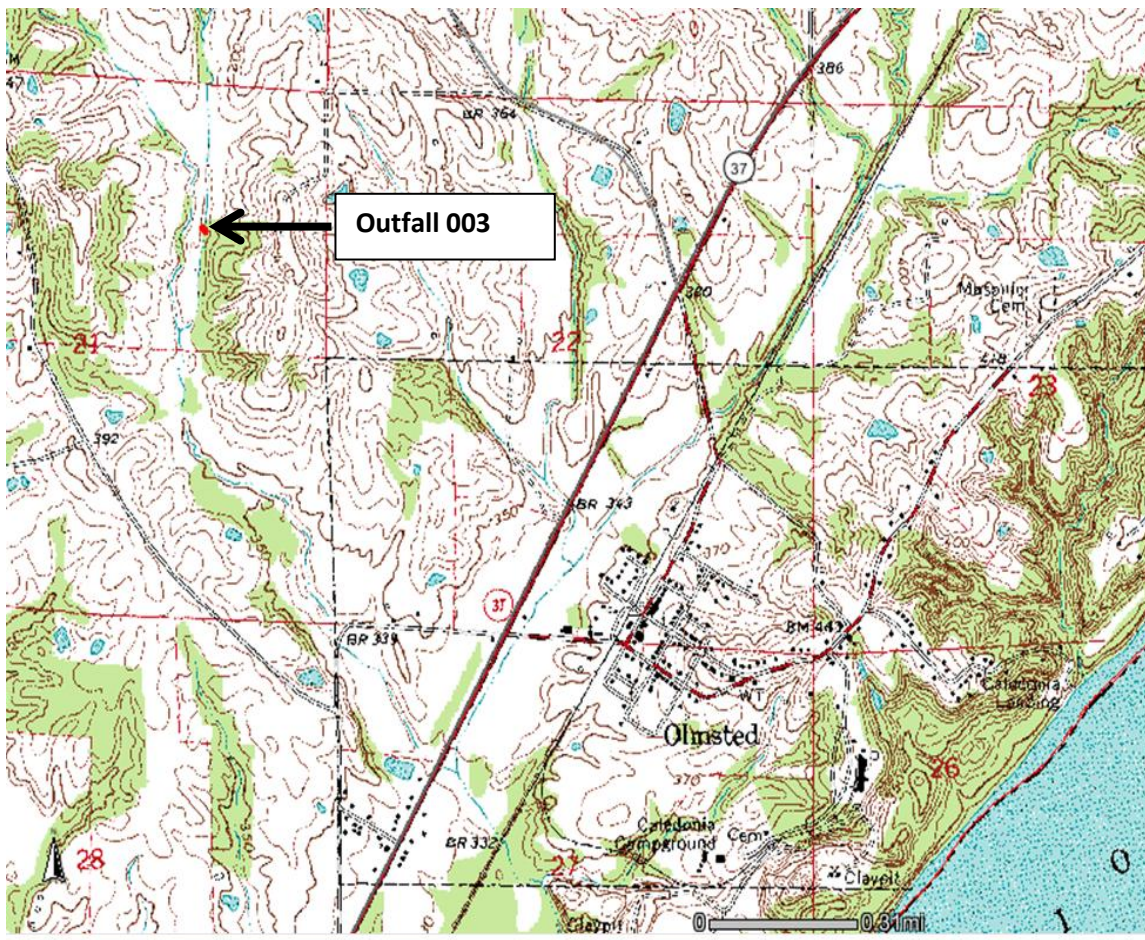 47
386
BR 364
37
Outfall 003
380
Cem
21
22
418
23
392
BR 343
350
370
37
BM 443
BR 339
Caledonia
Landing
WT
Olmsted
26
370
Caledonia
Campground
Cem
BR 332
28
27
Claypit
Claypit
0
0.31mi
O
I